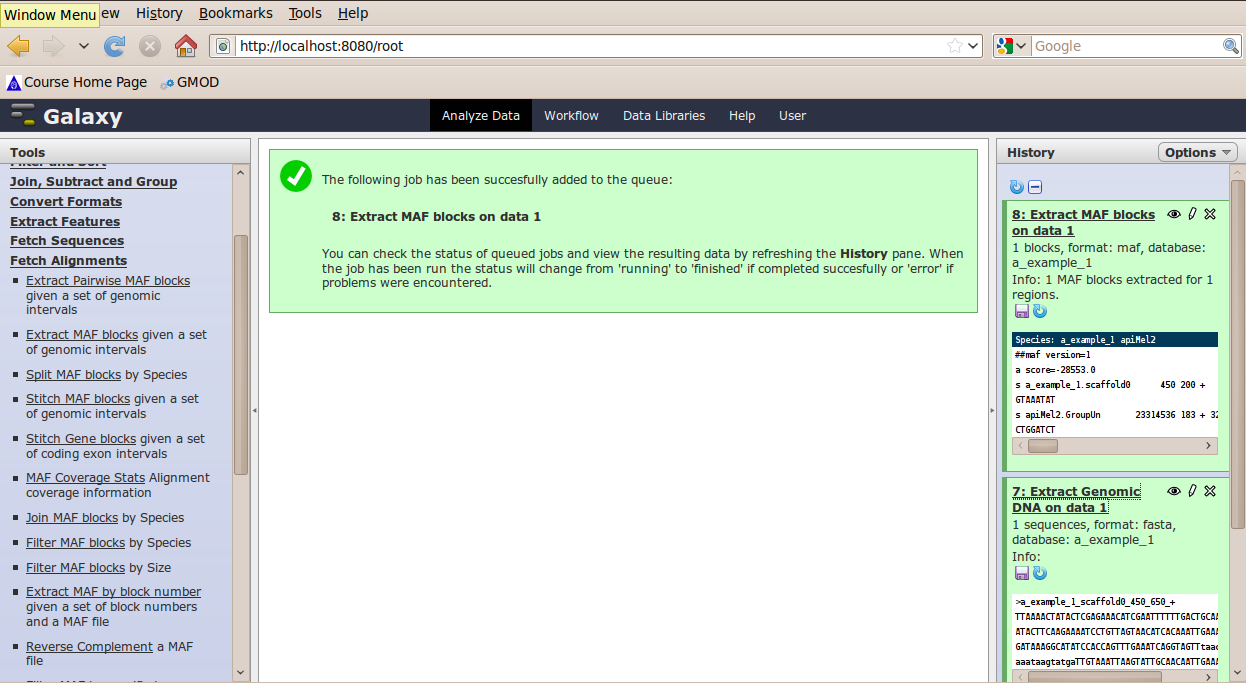 Window Menu
ew History Bookmarks Tools Help
http://localhost:8080/root
Google
Course Home Page GMOD
Galaxy
Analyze Data Workflow Data Libraries Help User
Tools
Filter and Sort
Join, Subtract and Group
Convert Formats
Extract Features
Fetch Sequences
Fetch Alignments
Extract Pairwise MAF blocks
given a set of genomic
intervals
Extract MAF blocks given a set
of genomic intervals
Split MAF blocks by Species
Stitch MAF blocks given a set
of genomic intervals
Stitch Gene blocks given a set
of coding exon intervals
MAF Coverage Stats Alignment
coverage information
Join MAF blocks by Species
Filter MAF blocks by Species
Filter MAF blocks by Size
Extract MAF by block number
given a set of block numbers
and a MAF file
Reverse Complement a MAF
file
The following job has been succesfully added to the queue:
8: Extract MAF blocks on data 1
You can check the status of queued jobs and view the resulting data by refreshing the History pane. When
the job has been run the status will change from 'running' to 'finished' if completed succesfully or 'error' if
problems were encountered.
History Options
8: Extract MAF blocks
on data 1
1 blocks, format: maf, database:
a_example_1
Info: 1 MAF blocks extracted for 1
regions.
Species: a_example_1 apiMel2
##maf version=1
a score=-28553.0
s a_example_1.scaffold0 450 200 +
GTAAATAT
s apiMel2.GroupUn 23314536 183 + 32
CTGGATCT
7: Extract Genomic
DNA on data 1
1 sequences, format: fasta,
database: a_example_1
Info:
>a_example_1_scaffold0_450_650_+
TTAAAACTATACTCGAGAAACATCGAATTTTTTGACTGCAA
ATACTTCAAGAAAATCCTGTTAGTAACATCACAAATTGAAA
GATAAAGGCATATCCACCAGTTTGAAATCAGGTAGTTtaac
aaataagtatgaTTGTAAATTAAGTATTGCAACAATTGAAA